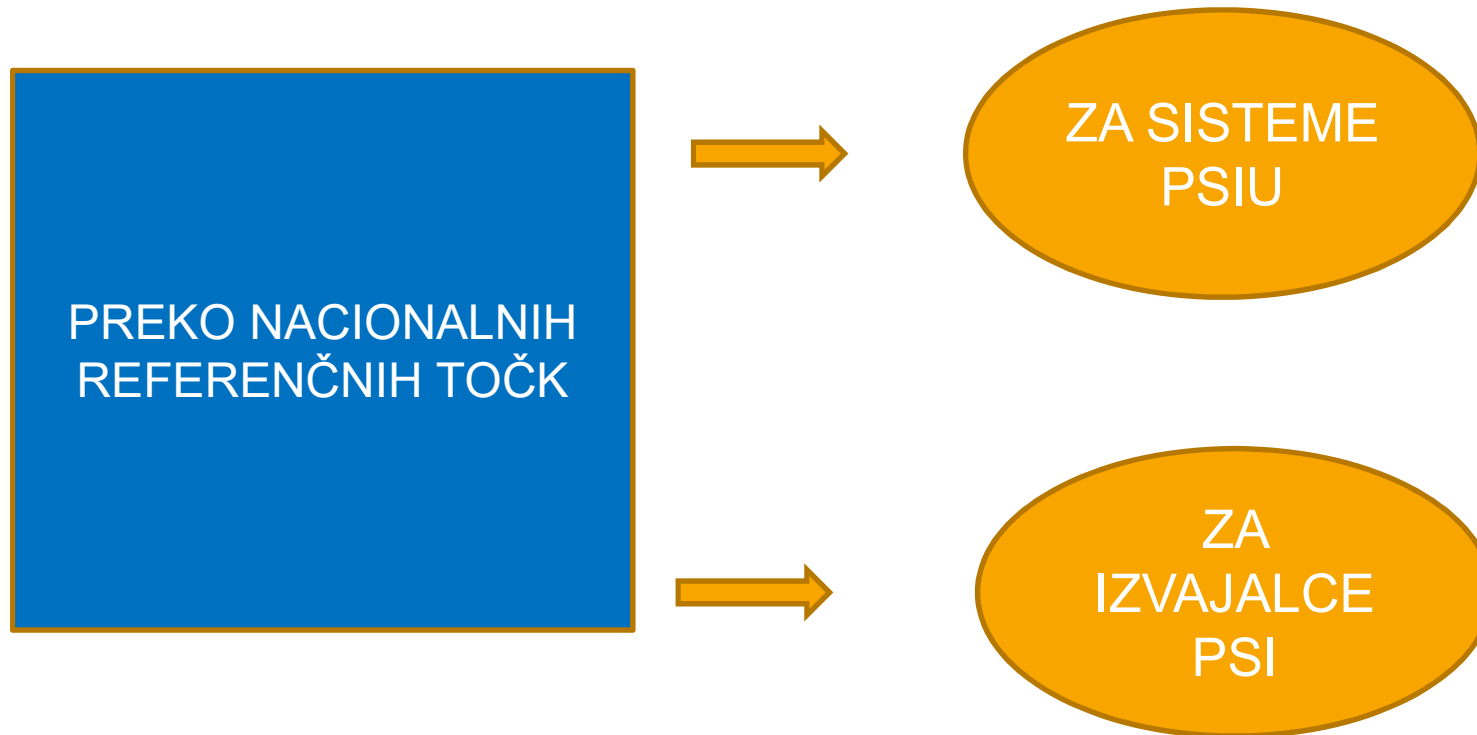 PREKO NACIONALNIH
REFERENČNIH TOČK
ZA SISTEME
PSIU
ZA
IZVAJALCE
PSI